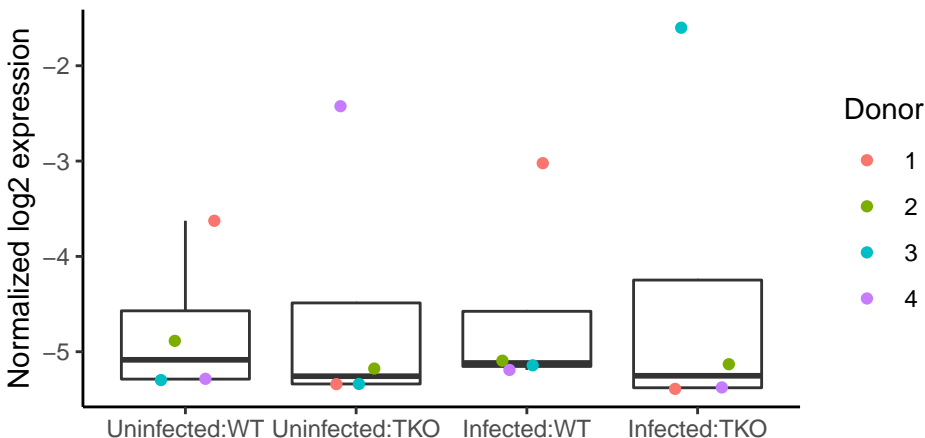 Normalized log2 expression
−2
−3
−4
−5
Uninfected:WT
Uninfected:TKO
Infected:WT
Infected:TKO
Donor
1
2
3
4